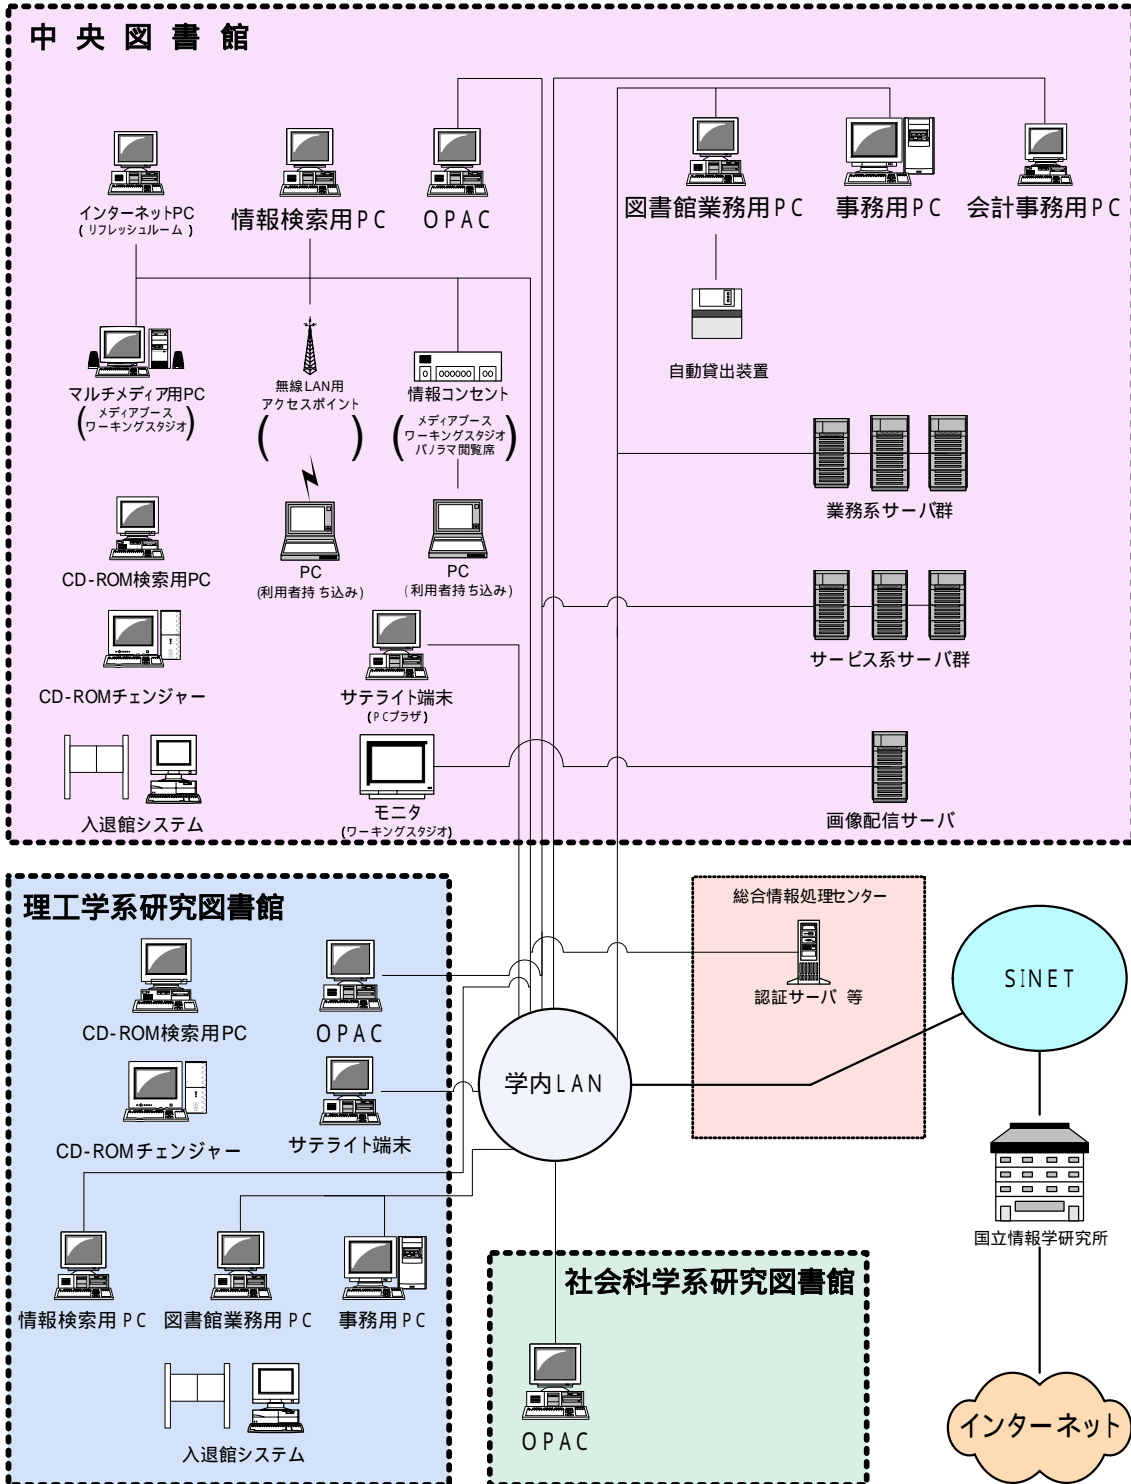 中央図書館
インターネットPC
(リフレッシュルーム)
情報検索用PC
OPAC
図書館業務用PC
事務用PC
会計事務用PC
自動貸出装置
マルチメディア用PC
(メディアブース
ワーキングスタジオ)
無線LAN用
アクセスポイント
( )
情報コンセント
(メディアブース
ワーキングスタジオ
パノラマ閲覧席)
業務系サーバ群
CD-ROM検索用PC
PC
(利用者持ち込み)
PC
(利用者持ち込み)
サービス系サーバ群
CD-ROMチェンジャー
サテライト端末
(PCプラザ)
入退館システム
モニタ
(ワーキングスタジオ)
画像配信サーバ
理工学系研究図書館
CD-ROM検索用PC
OPAC
CD-ROMチェンジャー
サテライト端末
情報検索用PC
図書館業務用PC
事務用PC
入退館システム
学内LAN
総合情報処理センター
認証サーバ 等
SINET
国立情報学研究所
インターネット
社会科学系研究図書館
OPAC